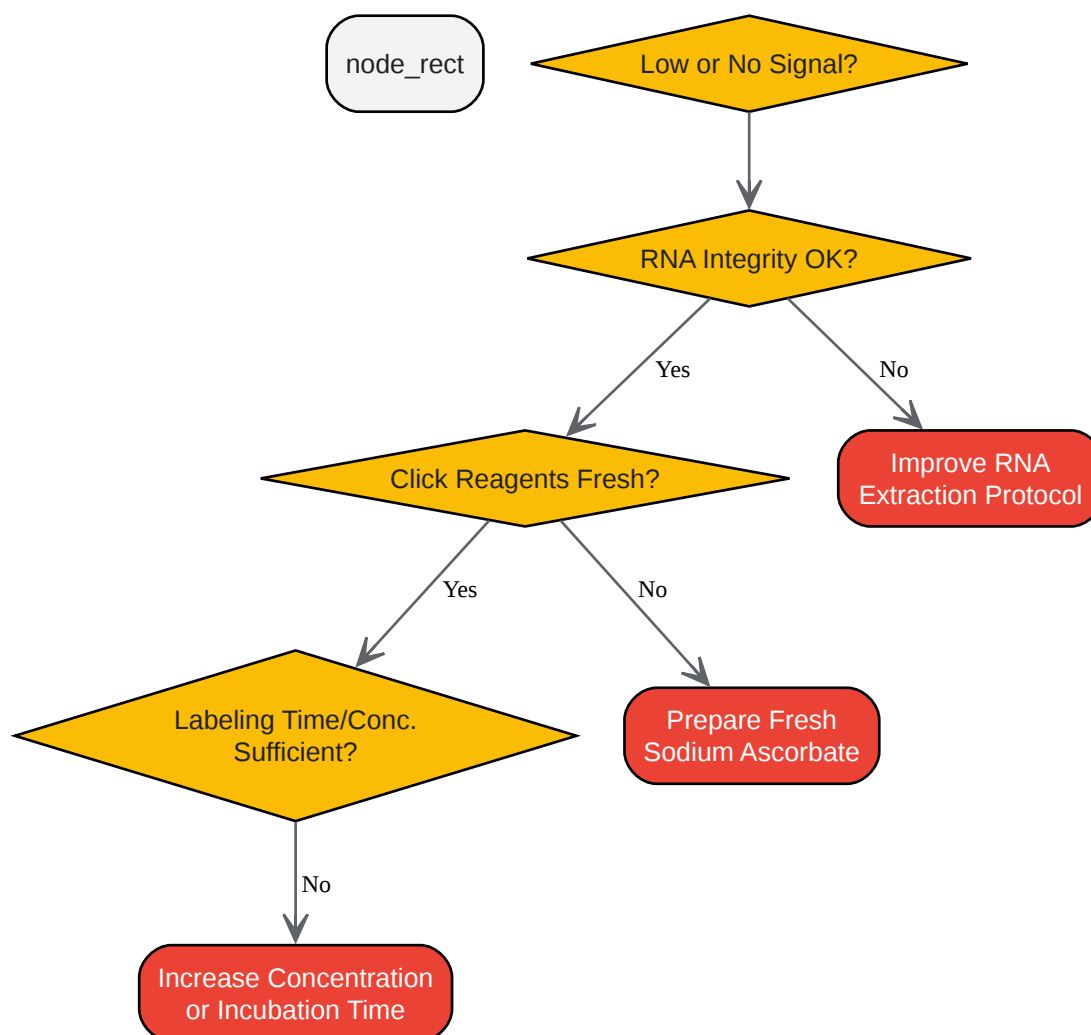 node_rect
Low or No Signal?
RNA Integrity OK?
Yes
No
Click Reagents Fresh?
Improve RNA
Extraction Protocol
Yes
No
Labeling Time/Conc.
Sufficient?
Prepare Fresh
Sodium Ascorbate
No
Increase Concentration
or Incubation Time